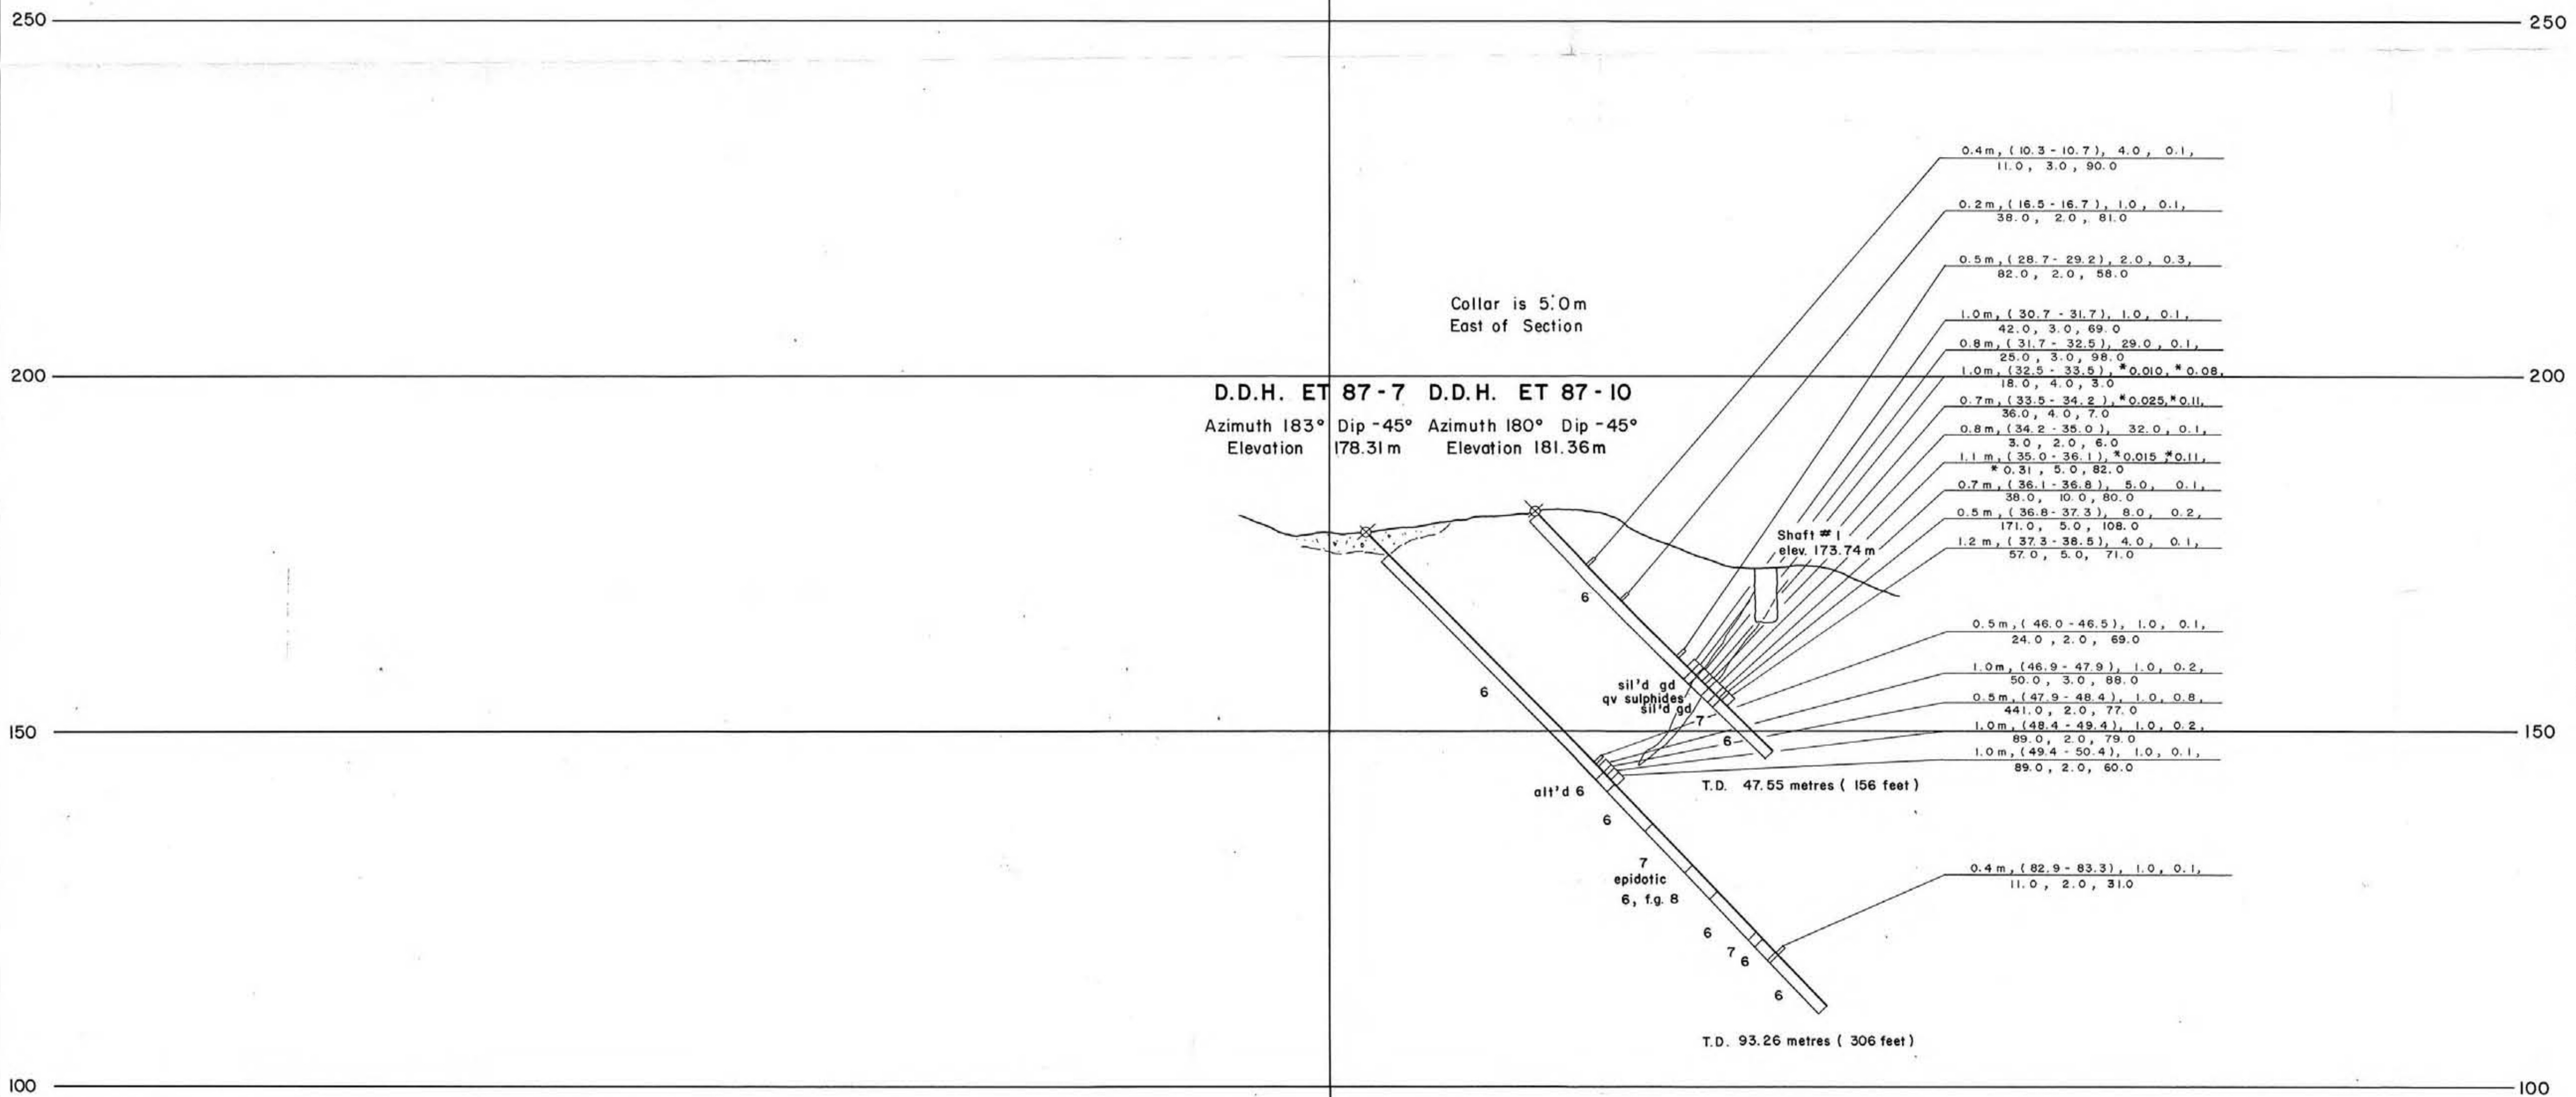 250
250
0.4 m, ( 10.3 - 10.7 ), 4.0 , 0.1,
11.0 , 3.0 , 90.0
0.2 m, ( 16.5 - 16.7 ), 1.0 , 0.1,
38.0 , 2.0 , 81.0
0.5 m , ( 28.7 - 29.2 ), 2.0 , 0.3,
82.0 , 2.0 , 58.0
Collar is 5.0 m
East of Section
1.0 m, ( 30.7 - 31.7 ), 1.0 , 0.1,
42.0 , 3.0 , 69.0
0.8 m, ( 31.7 - 32.5 ), 29.0 , 0.1,
25.0 , 3.0 , 98.0
200
1.0 m, (32.5 - 33.5 ), *0.010, *0.08,
200
18.0 , 4.0 , 3.0
D.D.H. ET 87 - 7
D.D.H. ET 87 - 10
0.7 m, (33.5 - 34.2 ), *0.025, *0.11,
36.0 , 4.0 , 7.0
Azimuth 183° Dip -45°
Azimuth 180° Dip -45°
0.8 m, (34.2 - 35.0 ), 32.0 , 0.1,
3.0 , 2.0 , 6.0
Elevation 178.31 m
Elevation 181.36 m
1.1 m, ( 35.0 - 36.1 ), *0.015 , *0.11,
*0.31 , 5.0 , 82.0
0.7 m, ( 36.1 - 36.8 ), 5.0 , 0.1,
38.0 , 10.0 , 80.0
0.5 m, ( 36.8 - 37.3 ), 8.0 , 0.2,
171.0 , 5.0 , 108.0
Shaft # 1
elev. 173.74 m
1.2 m, ( 37.3 - 38.5 ), 4.0 , 0.1,
57.0 , 5.0 , 71.0
6
0.5 m, ( 46.0 - 46.5 ), 1.0 , 0.1,
24.0 , 2.0 , 69.0
1.0 m, (46.9 - 47.9 ), 1.0 , 0.2,
50.0 , 3.0 , 88.0
sil'd gd
6
qv sulphides
sil'd gd
0.5 m, (47.9 - 48.4 ), 1.0 , 0.8,
441.0 , 2.0 , 77.0
7
1.0 m, (48.4 - 49.4 ), 1.0 , 0.2,
150
150
89.0 , 2.0 , 79.0
6
1.0 m, (49.4 - 50.4 ), 1.0 , 0.1,
89.0 , 2.0 , 60.0
T.D. 47.55 metres ( 156 feet )
alt'd 6
6
7
epidotic
0.4 m, ( 82.9 - 83.3 ), 1.0 , 0.1,
11.0 , 2.0 , 31.0
6, f.g. 8
6
7
6
6
T.D. 93.26 metres ( 306 feet )
100
100